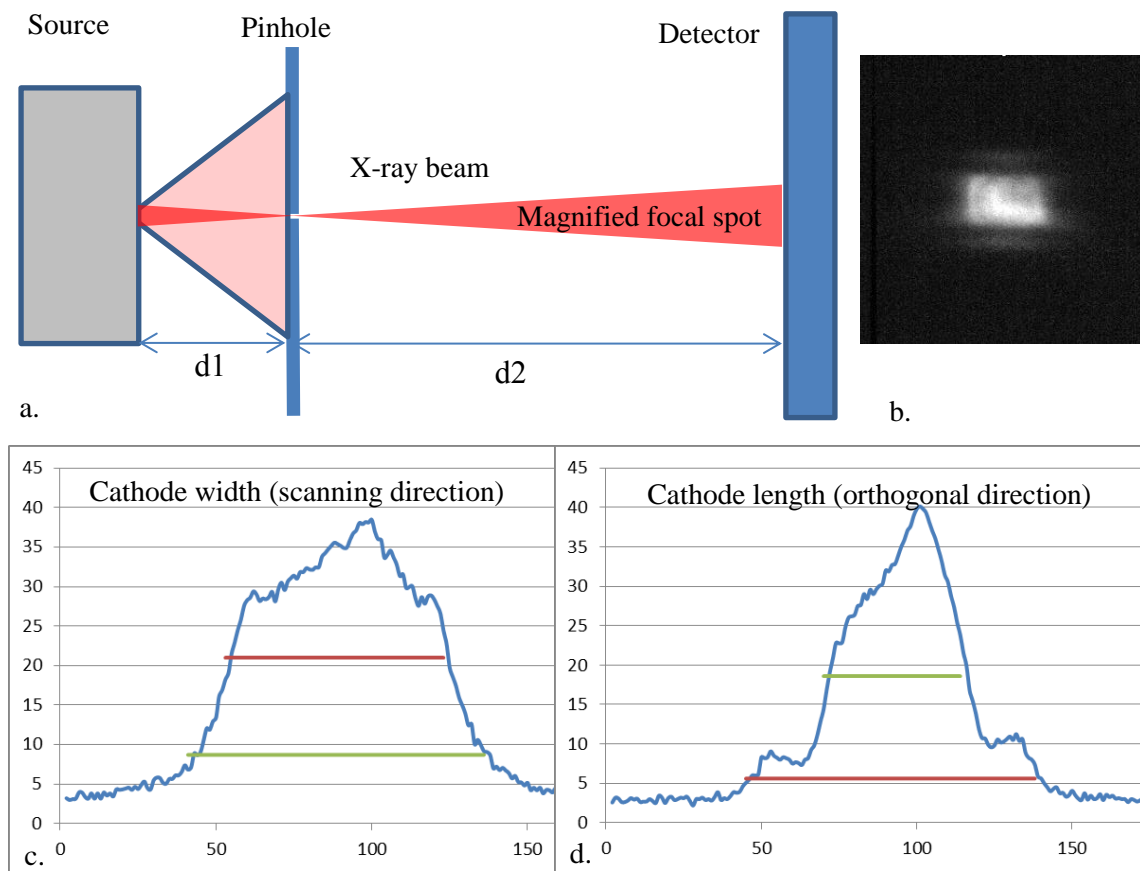 Source
Pinhole
Detector
X-ray beam
Magnified focal spot
d1
d2
a.
b.
Cathode width (scanning direction)
45
40
35
30
25
20
15
10
5
0
0 50 100 150
c.
Cathode length (orthogonal direction)
45
40
35
30
25
20
15
10
5
0
0 50 100 150
d.